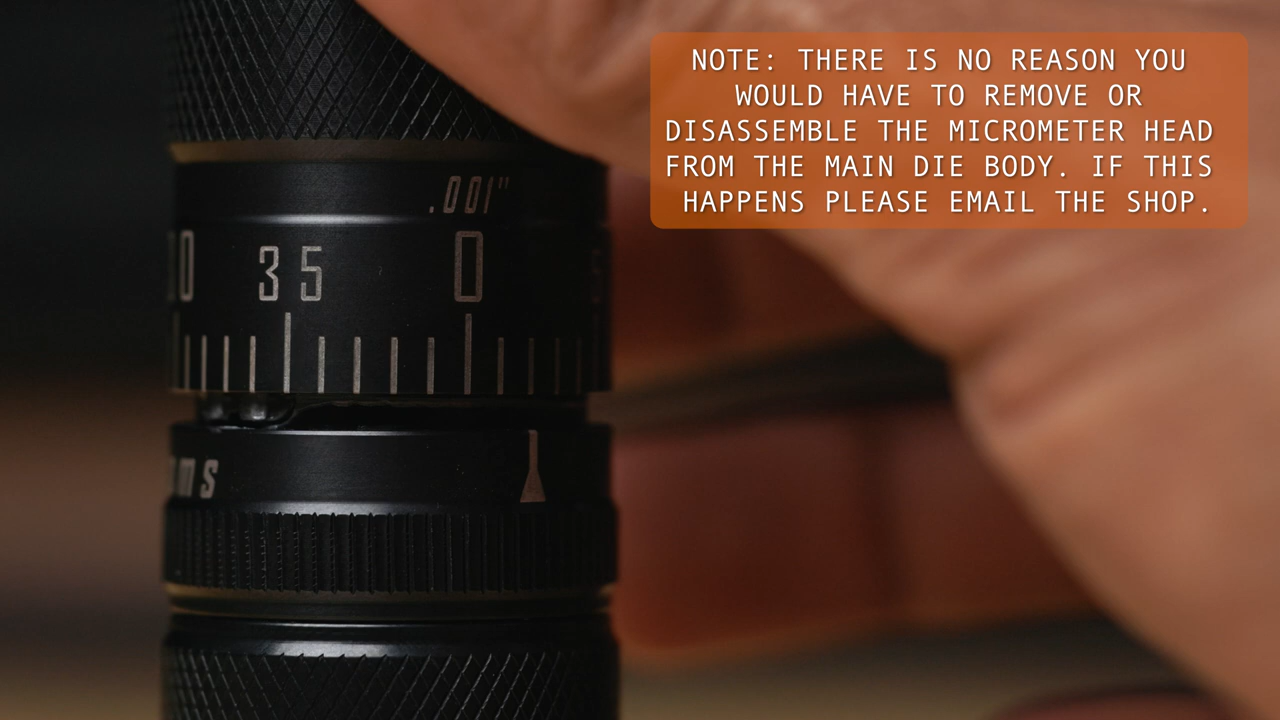 NOTE: THERE IS NO REASON YOU
WOULD HAVE TO REMOVE OR
DISASSEMBLE THE MICROMETER HEAD
FROM THE MAIN DIE BODY. IF THIS
HAPPENS PLEASE EMAIL THE SHOP.
.001"
35 0